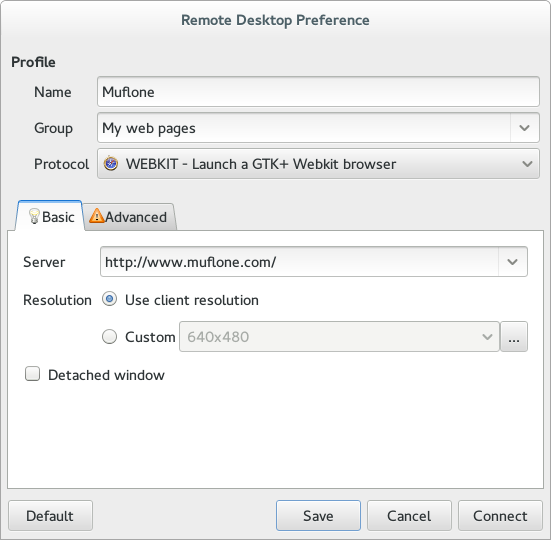 Remote Desktop Preference
Profile
Name Muflone
Group My web pages
Protocol WEBKIT - Launch a GTK+ Webkit browser
Basic Advanced
Server http://www.muflone.com/
Resolution Use client resolution
Custom 640x480 ...
Detached window
Default Save Cancel Connect